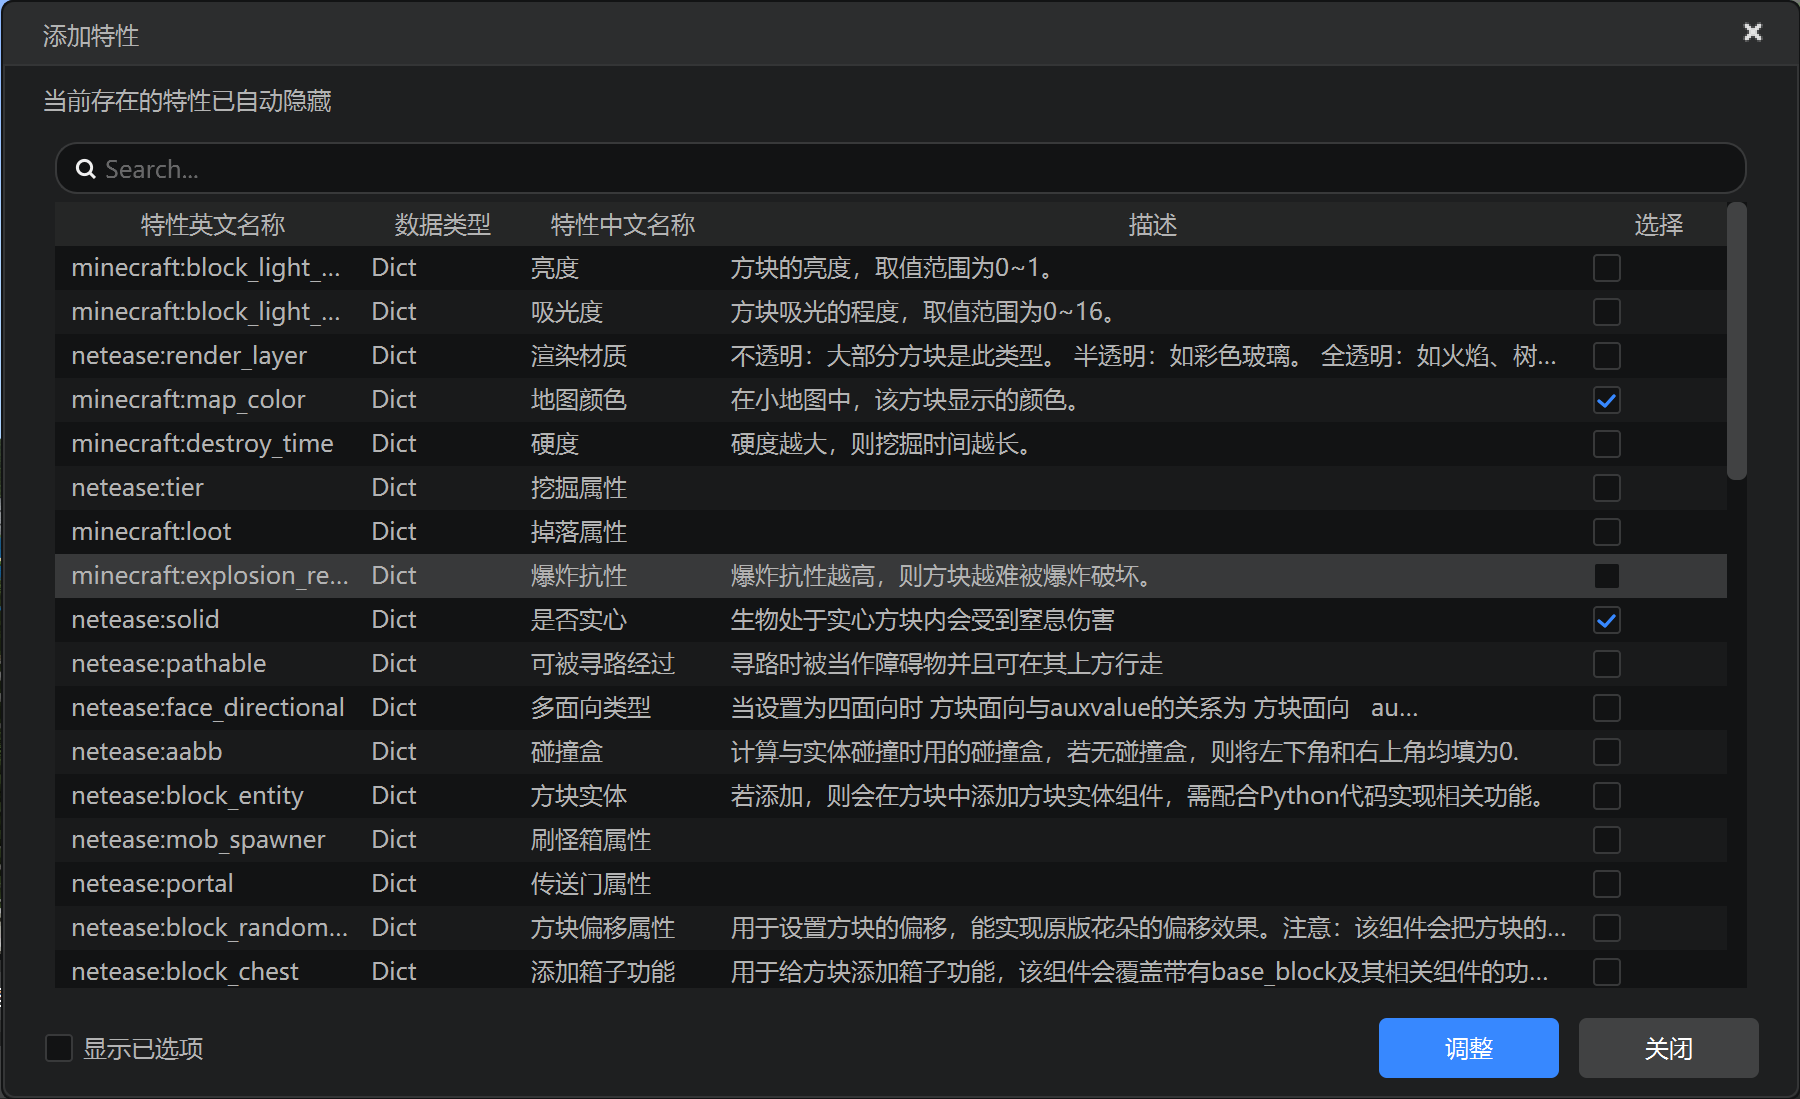 添加特性
当前存在的特性已自动隐藏
Search...
特性英文名称 数据类型 特性中文名称 描述 选择
minecraft:block_light_... Dict 亮度 方块的亮度，取值范围为0~1。
minecraft:block_light_... Dict 吸光度 方块吸光的程度，取值范围为0~16。
netease:render_layer Dict 渲染材质 不透明：大部分方块是此类型。 半透明：如彩色玻璃。 全透明：如火焰、树...
minecraft:map_color Dict 地图颜色 在小地图中，该方块显示的颜色。
minecraft:destroy_time Dict 硬度 硬度越大，则挖掘时间越长。
netease:tier Dict 挖掘属性
minecraft:loot Dict 掉落属性
minecraft:explosion_re... Dict 爆炸抗性 爆炸抗性越高，则方块越难被爆炸破坏。
netease:solid Dict 是否实心 生物处于实心方块内会受到窒息伤害
netease:pathable Dict 可被寻路经过 寻路时被当作障碍物并且可在其上方行走
netease:face_directional Dict 多面向类型 当设置为四面向时 方块面向与auxvalue的关系为 方块面向 au...
netease:aabb Dict 碰撞盒 计算与实体碰撞时用的碰撞盒，若无碰撞盒，则将左下角和右上角均填为0.
netease:block_entity Dict 方块实体 若添加，则会在方块中添加方块实体组件，需配合Python代码实现相关功能。
netease:mob_spawner Dict 刷怪箱属性
netease:portal Dict 传送门属性
netease:block_random... Dict 方块偏移属性 用于设置方块的偏移，能实现原版花朵的偏移效果。注意：该组件会把方块的...
netease:block_chest Dict 添加箱子功能 用于给方块添加箱子功能，该组件会覆盖带有base_block及其相关组件的功...
显示已选项 调整 关闭